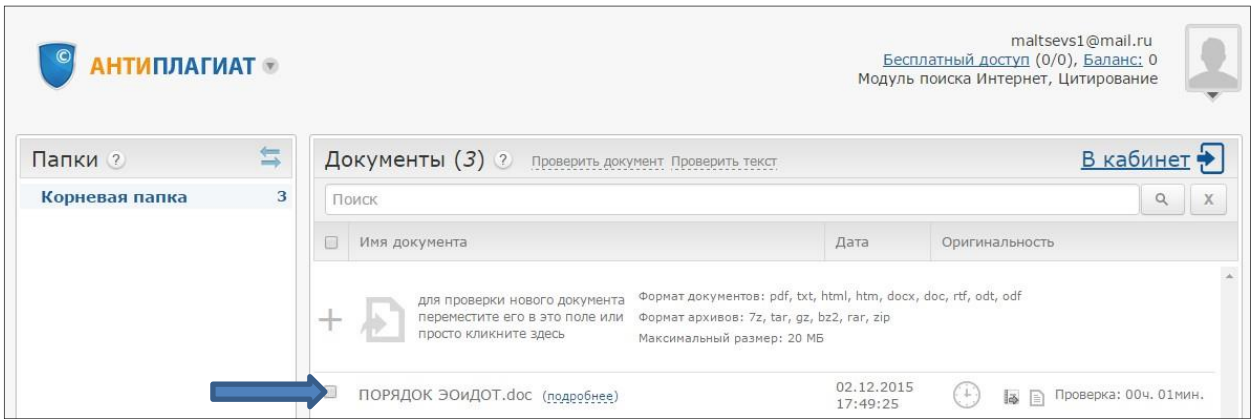 maltsevs1@mail.ru
© АНТИПЛАГИАТ
Бесплатный доступ (0/0), Баланс: 0
Модуль поиска Интернет, Цитирование
Папки ?
Документы (3) ? Проверить документ Проверить текст
В кабинет
Корневая папка 3
Поиск
X
Имя документа Дата Оригинальность
для проверки нового документа
переместите его в это поле или
просто кликните здесь
Формат документов: pdf, txt, html, htm, docx, doc, rtf, odt, odf
Формат архивов: 7z, tar, gz, bz2, rar, zip
Максимальный размер: 20 МБ
ПОРЯДОК ЭОиДОТ.doc (подробнее)
02.12.2015
17:49:25
Проверка: 00ч. 01мин.